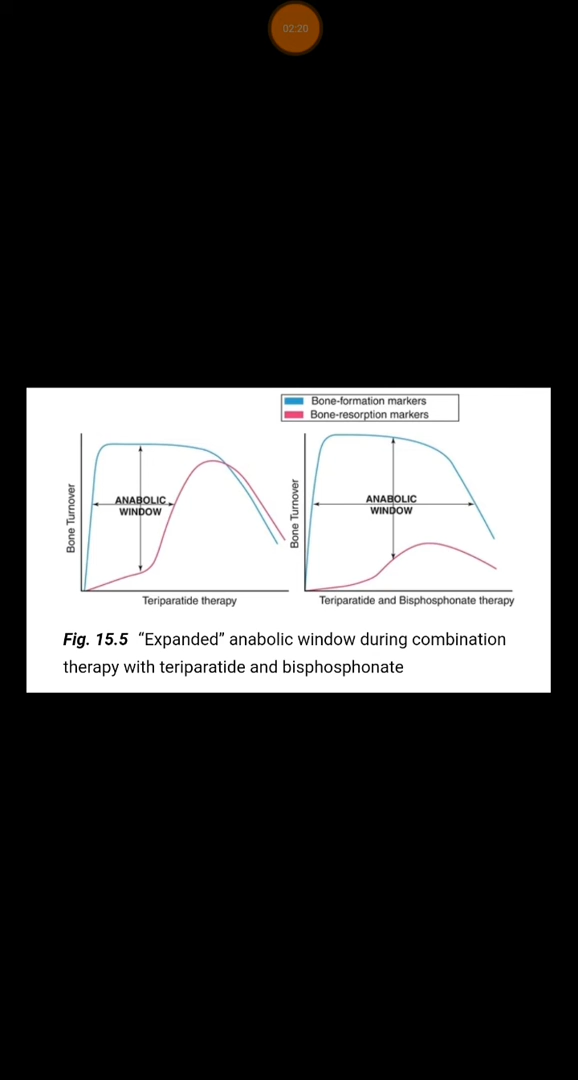 02:20
Bone-formation markers
Bone-resorption markers
Bone Turnover
ANABOLIC
WINDOW
Teriparatide therapy
Bone Turnover
ANABOLIC
WINDOW
Teriparatide and Bisphosphonate therapy
Fig. 15.5 “Expanded” anabolic window during combination
therapy with teriparatide and bisphosphonate